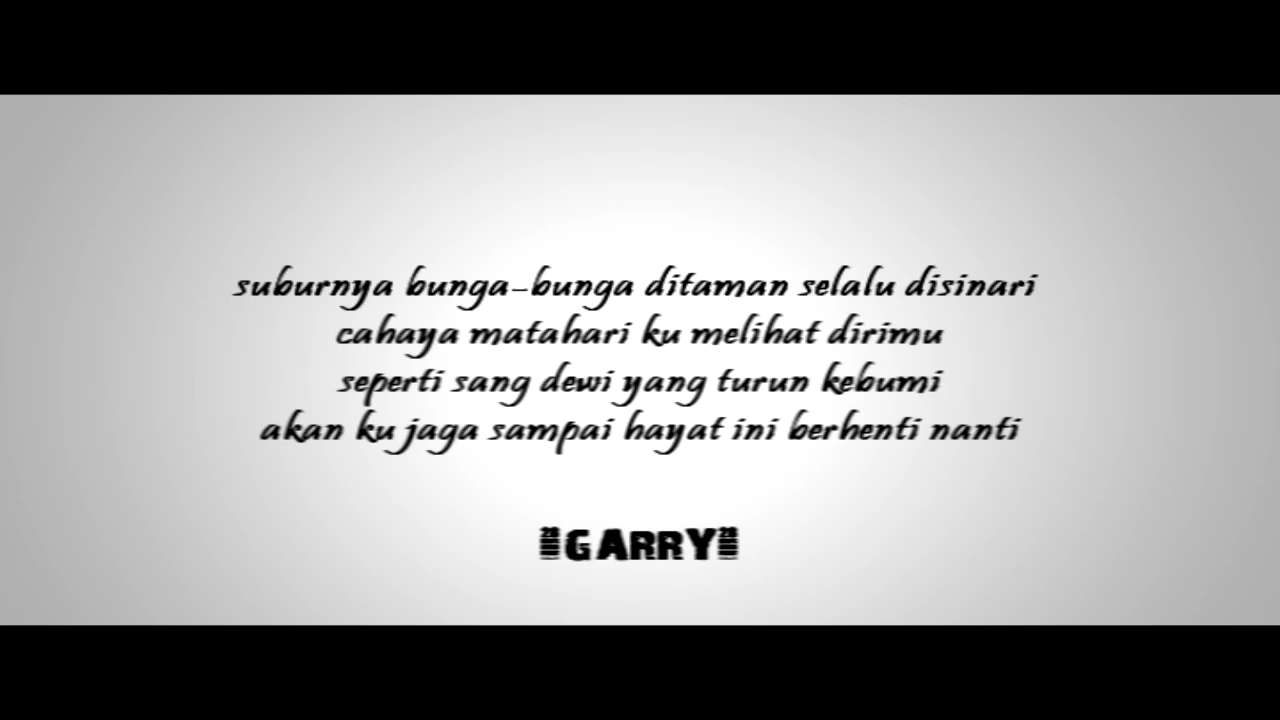 suburnya bunga-bunga ditaman selalu disinari
cahaya matahari ku melihat dirimu
seperti sang dewi yang turun kebumi
akan ku jaga sampai hayat ini berhenti nanti
GARRY